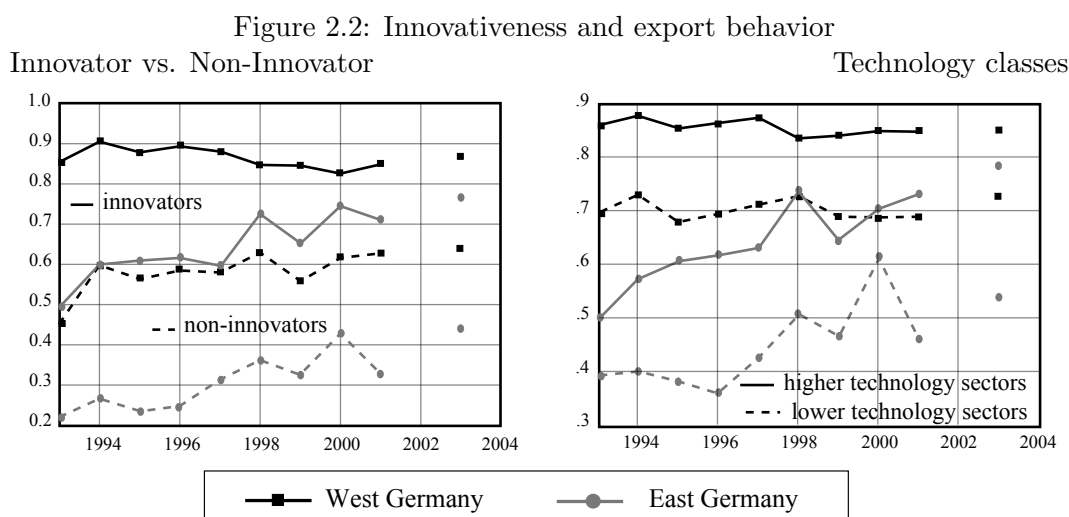 Figure 2.2: Innovativeness and export behavior
Innovator vs. Non-Innovator
Technology classes
1.0
0.9
0.8
0.7
0.6
0.5
0.4
0.3
0.2
innovators
non-innovators
1994 1996 1998 2000 2002 2004
.9
.8
.7
.6
.5
.4
.3
higher technology sectors
lower technology sectors
1994 1996 1998 2000 2002 2004
West Germany East Germany